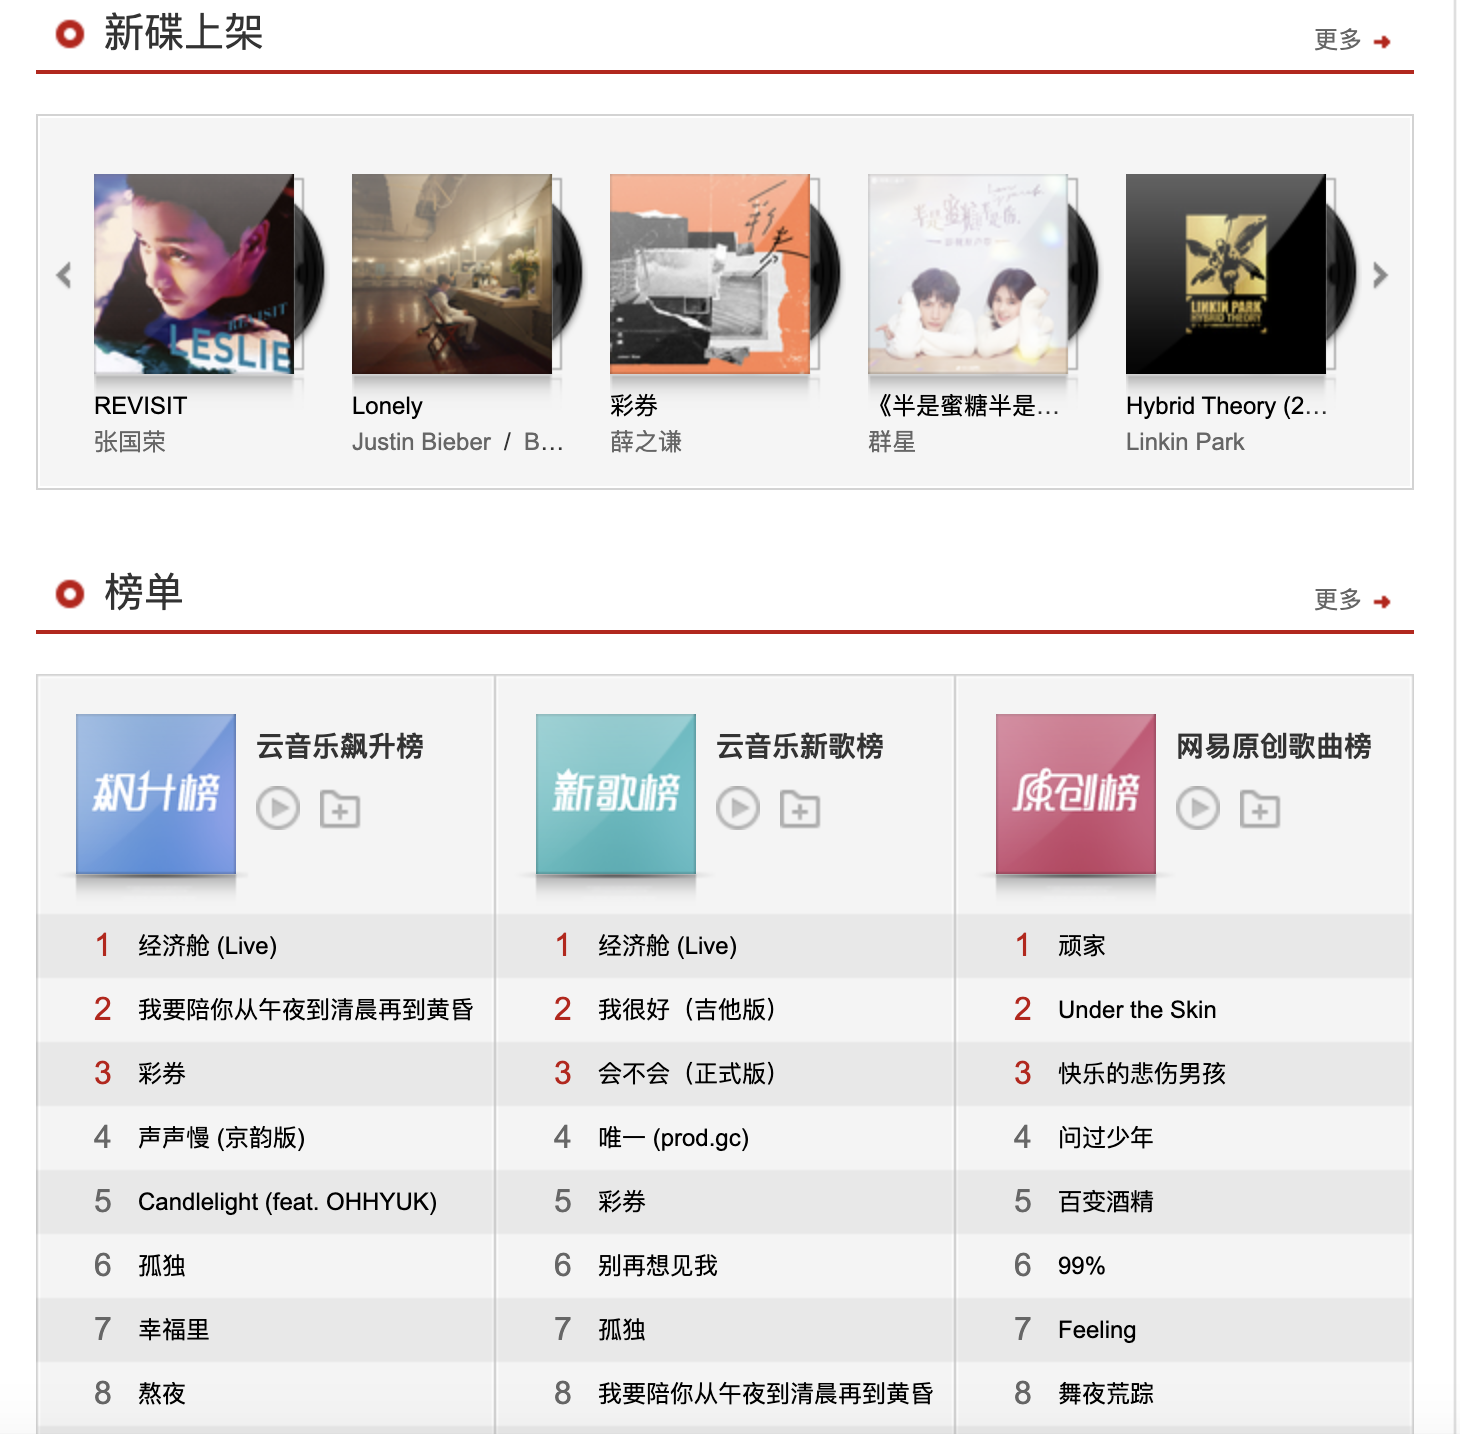 新碟上架
更多
REVISIT
LESLIE
彩券
半是蜜糖半是伤
LINKIN PARK
HYBRID THEORY
REVISIT
张国荣
Lonely
Justin Bieber / B...
彩券
薛之谦
《半是蜜糖半是...
群星
Hybrid Theory (2...
Linkin Park
榜单
更多
飙升榜
云音乐飙升榜
新歌榜
云音乐新歌榜
原创榜
网易原创歌曲榜
1 经济舱 (Live)
2 我要陪你从午夜到清晨再到黄昏
3 彩券
4 声声慢 (京韵版)
5 Candlelight (feat. OHHYUK)
6 孤独
7 幸福里
8 熬夜
1 经济舱 (Live)
2 我很好（吉他版）
3 会不会（正式版）
4 唯一 (prod.gc)
5 彩券
6 别再想见我
7 孤独
8 我要陪你从午夜到清晨再到黄昏
1 顽家
2 Under the Skin
3 快乐的悲伤男孩
4 问过少年
5 百变酒精
6 99%
7 Feeling
8 舞夜荒踪